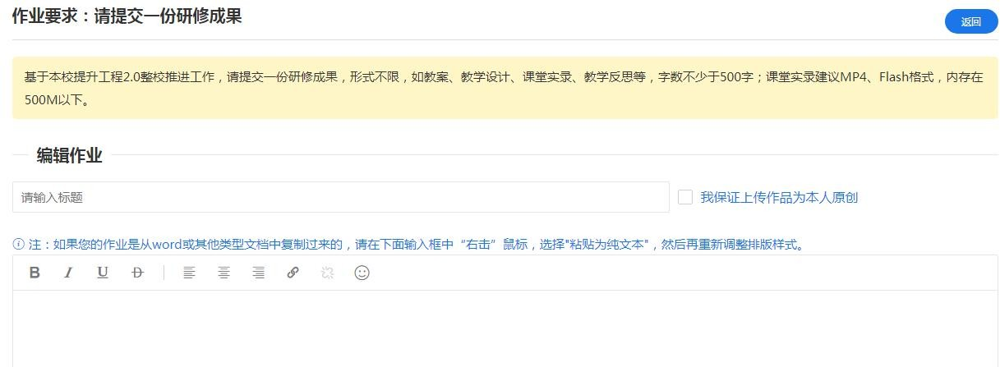 作业要求：请提交一份研修成果
返回
基于本校提升工程2.0整校推进工作，请提交一份研修成果，形式不限，如教案、教学设计、课堂实录、教学反思等，字数不少于500字；课堂实录建议MP4、Flash格式，内存在
500M以下。
编辑作业
请输入标题
我保证上传作品为本人原创
注：如果您的作业是从word或其他类型文档中复制过来的，请在下面输入框中“右击”鼠标，选择"粘贴为纯文本"，然后再重新调整排版样式。
B I U D